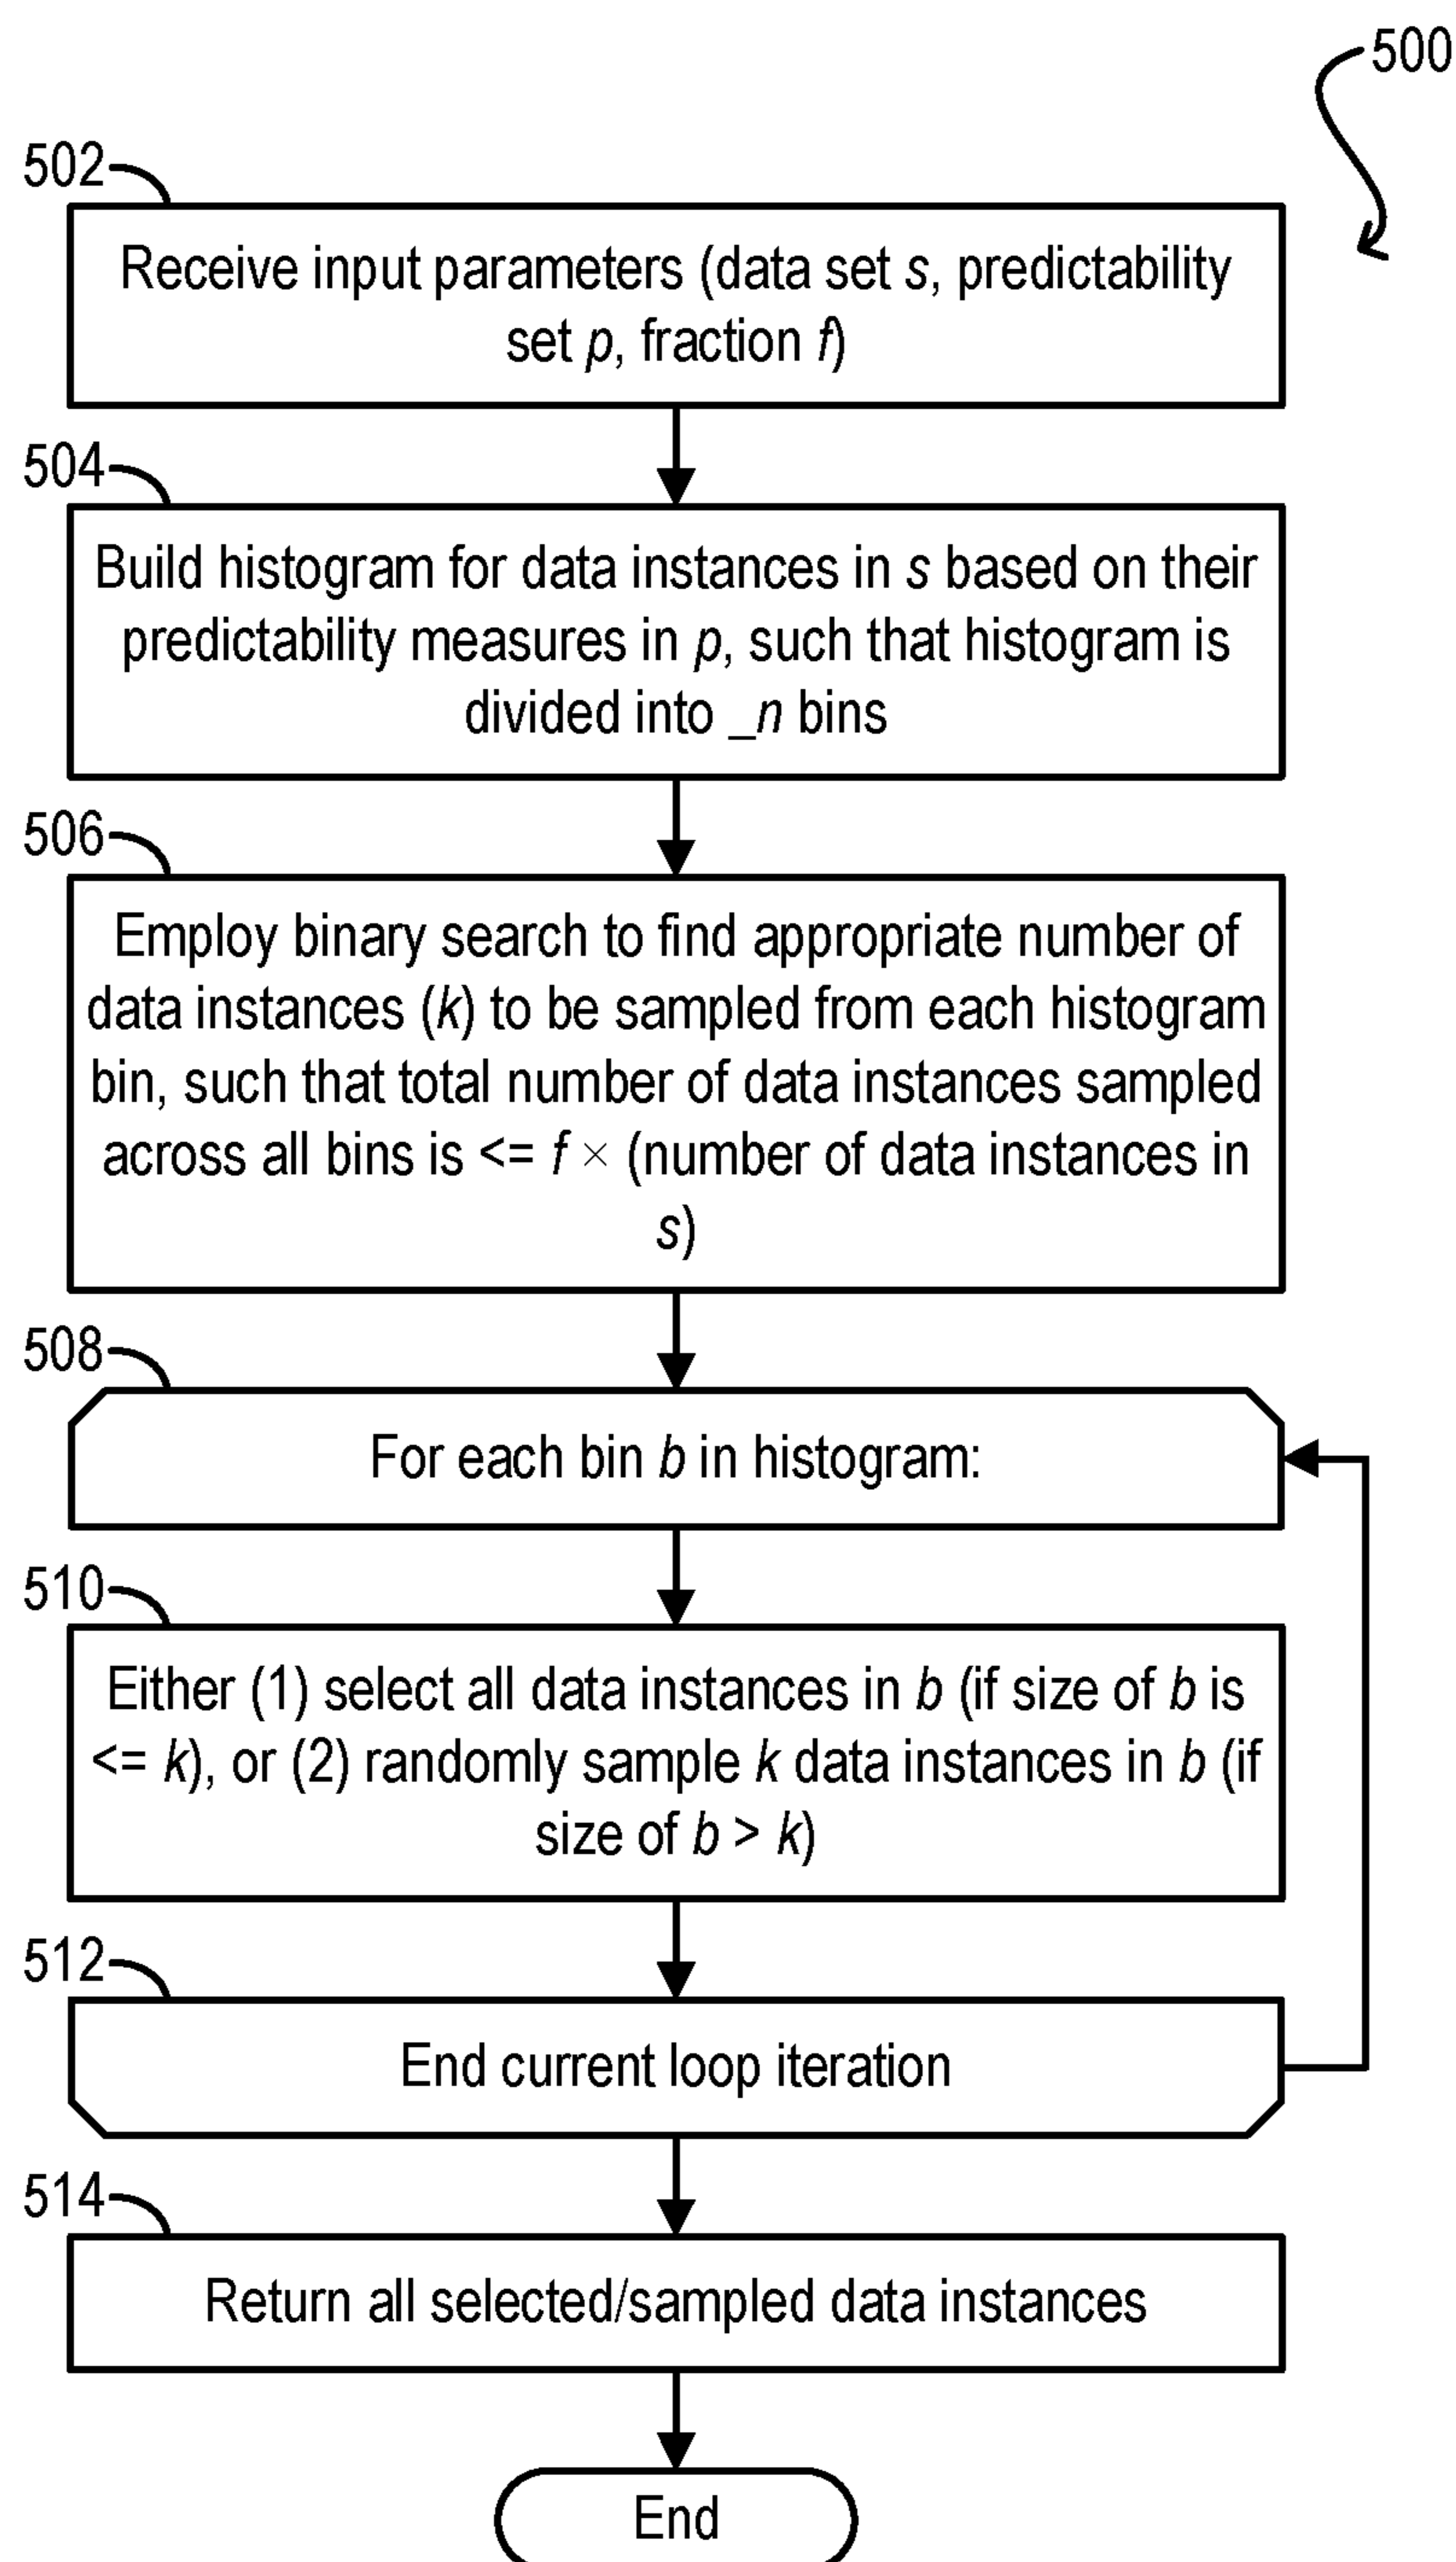 500
502
Receive input parameters (data set s, predictability
set p, fraction f)
504
Build histogram for data instances in s based on their
predictability measures in p, such that histogram is
divided into _n bins
506
Employ binary search to find appropriate number of
data instances (k) to be sampled from each histogram
bin, such that total number of data instances sampled
across all bins is <= f × (number of data instances in
s)
508
For each bin b in histogram:
510
Either (1) select all data instances in b (if size of b is
<= k), or (2) randomly sample k data instances in b (if
size of b > k)
512
End current loop iteration
514
Return all selected/sampled data instances
End